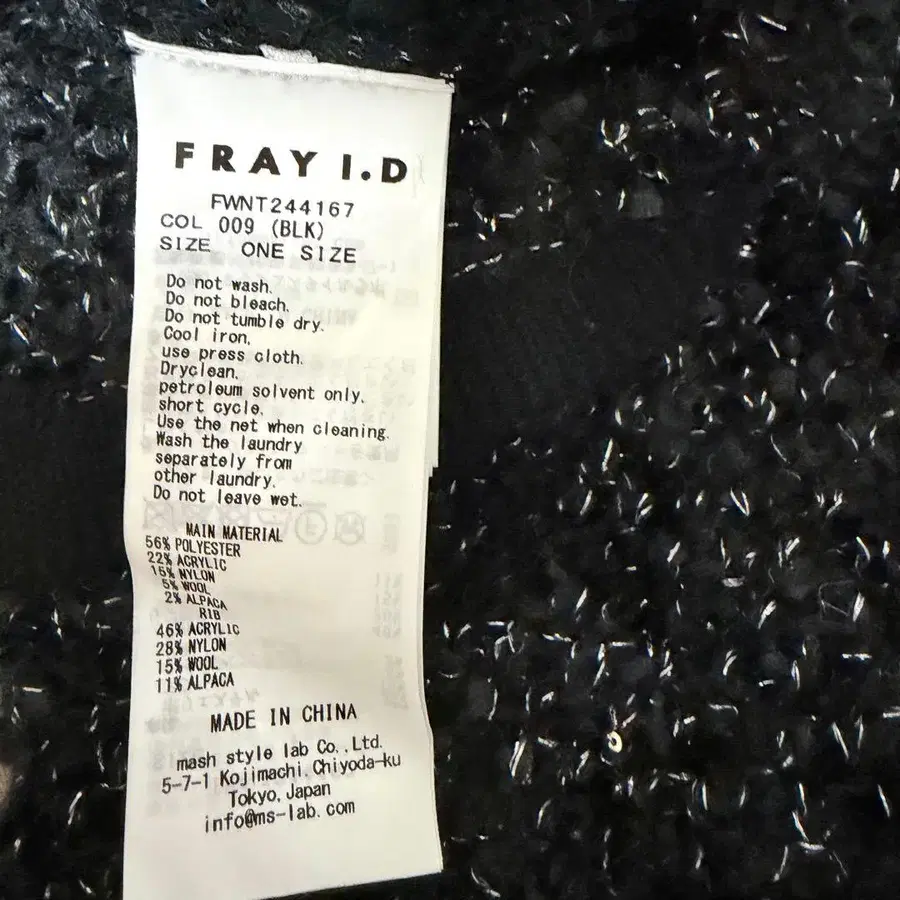 FRAY I.D
FWNT244167
COL 009 (BLK)
SIZE ONE SIZE
Do not wash.
Do not bleach.
Do not tumble dry.
Cool iron.
use press cloth.
Dryclean.
petroleum solvent only.
short cycle.
Use the net when cleaning.
Wash the laundry
separately from
other laundry.
Do not leave wet.
MAIN MATERIAL
56% POLYESTER
22% ACRYLIC
15% NYLON
5% WOOL
2% ALPACA
RIB
46% ACRYLIC
28% NYLON
15% WOOL
11% ALPACA
MADE IN CHINA
mash style lab Co.,Ltd.
5-7-1 Kojimachi.Chiyoda-ku
Tokyo.Japan
info@ms-lab.com